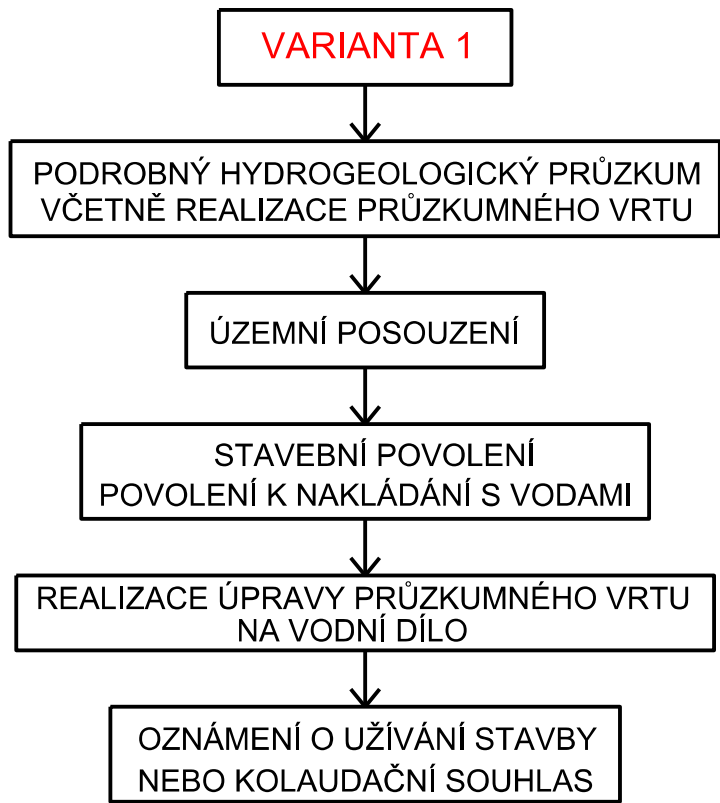 VARIANTA 1
PODROBNÝ HYDROGEOLOGICKÝ PRŮZKUM
VČETNĚ REALIZACE PRŮZKUMNÉHO VRTU
ÚZEMNÍ POSOUZENÍ
STAVEBNÍ POVOLENÍ
POVOLENÍ K NAKLÁDÁNÍ S VODAMI
REALIZACE ÚPRAVY PRŮZKUMNÉHO VRTU
NA VODNÍ DÍLO
OZNÁMENÍ O UŽÍVÁNÍ STAVBY
NEBO KOLAUDAČNÍ SOUHLAS